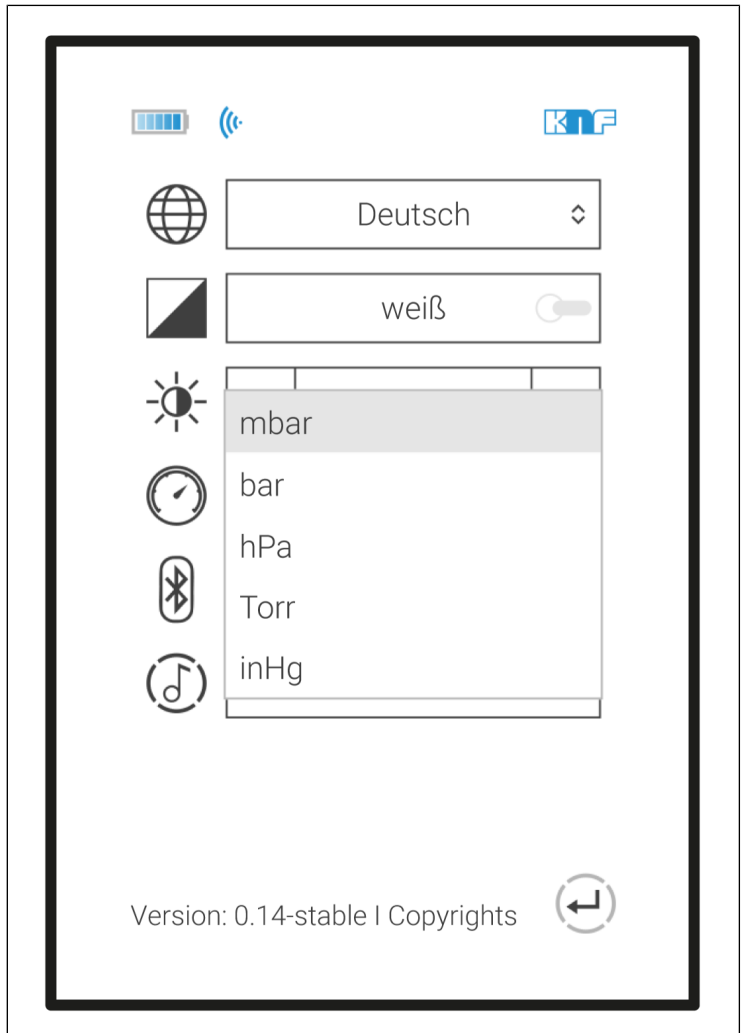 KNF
Deutsch
weiß
mbar
bar
hPa
Torr
inHg
Version: 0.14-stable I Copyrights